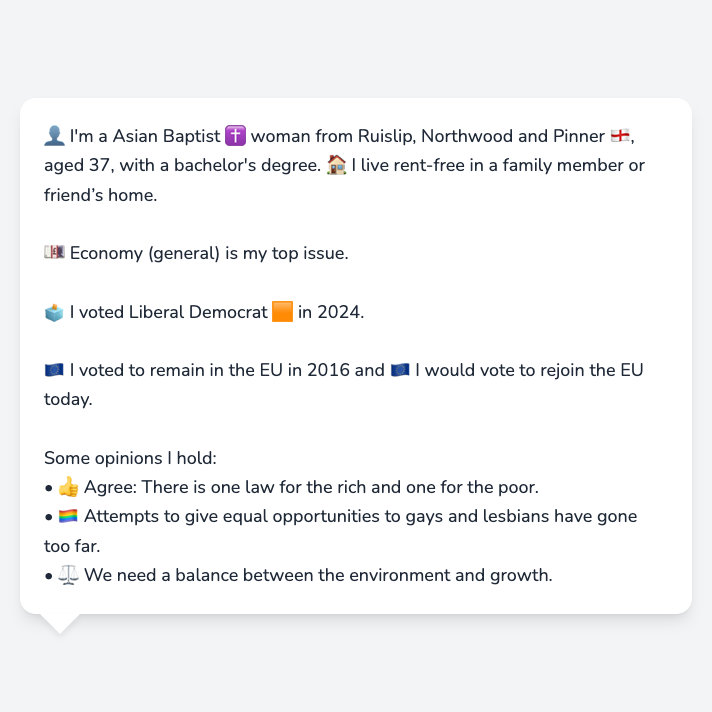 👤 I'm a Asian Baptist ✝️ woman from Ruislip, Northwood and Pinner 🏴󠁧󠁢󠁥󠁮󠁧󠁿,
aged 37, with a bachelor's degree. 🏠 I live rent-free in a family member or
friend’s home.
💷 Economy (general) is my top issue.
🗳️ I voted Liberal Democrat 🟧 in 2024.
🇪🇺 I voted to remain in the EU in 2016 and 🇪🇺 I would vote to rejoin the EU
today.
Some opinions I hold:
• 👍 Agree: There is one law for the rich and one for the poor.
• 🏳️‍🌈 Attempts to give equal opportunities to gays and lesbians have gone
too far.
• ⚖️ We need a balance between the environment and growth.